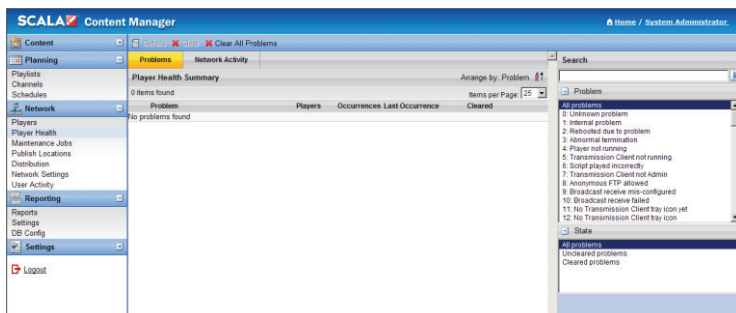 SCALA Content Manager
Home / System Administrator
Content
Details Clear Clear All Problems
Planning
Problems Network Activity
Search
Playlists
Channels
Schedules
Player Health Summary
Arrange by: Problem
0 items found
Items per Page: 25
Problem
Problem Players Occurrences Last Occurrence Cleared
No problems found
Network
Players
Player Health
Maintenance Jobs
Publish Locations
Distribution
Network Settings
User Activity
Reporting
Reports
Settings
DB Config
Settings
Logout
All problems
0: Unknown problem
1: Internal problem
2: Rebooted due to problem
3: Abnormal termination
4: Player not running
5: Transmission Client not running
6: Script played incorrectly
7: Transmission Client not Admin
8: Anonymous FTP allowed
9: Broadcast receive mis-configured
10: Broadcast receive failed
11: No Transmission Client tray icon yet
12: No Transmission Client tray icon
State
All problems
Uncleared problems
Cleared problems